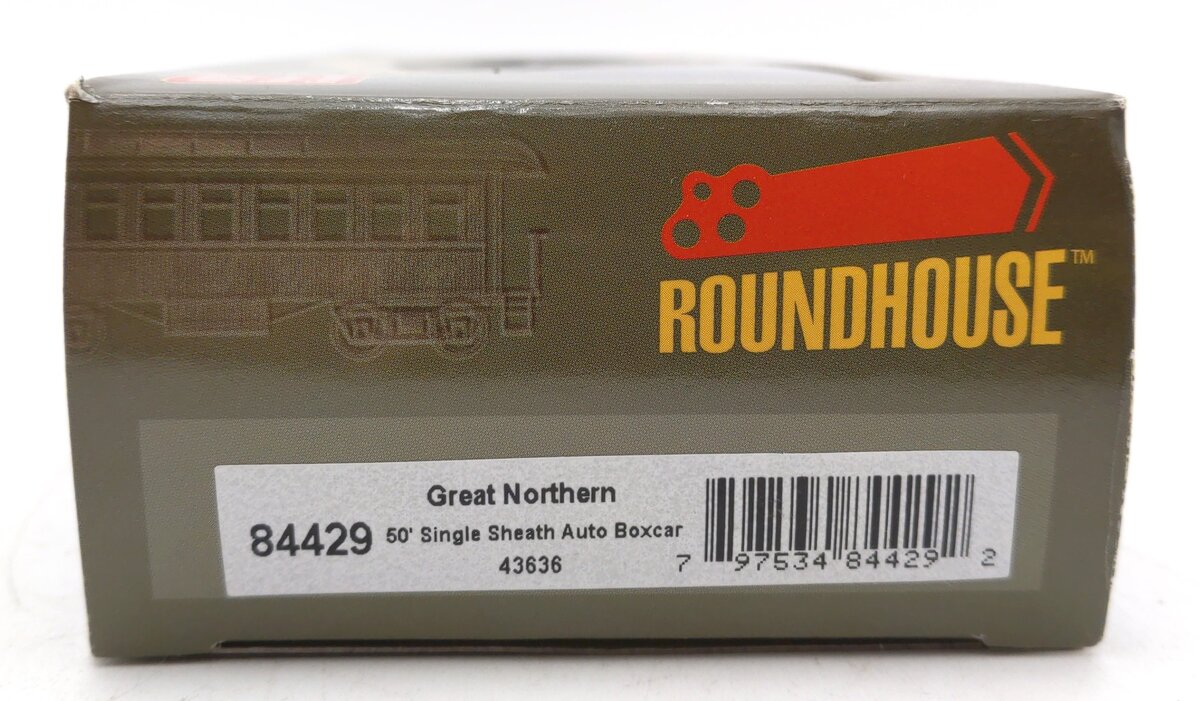 ROUNDHOUSE™
Great Northern
84429 50' Single Sheath Auto Boxcar
43636
7 97534 84429 2